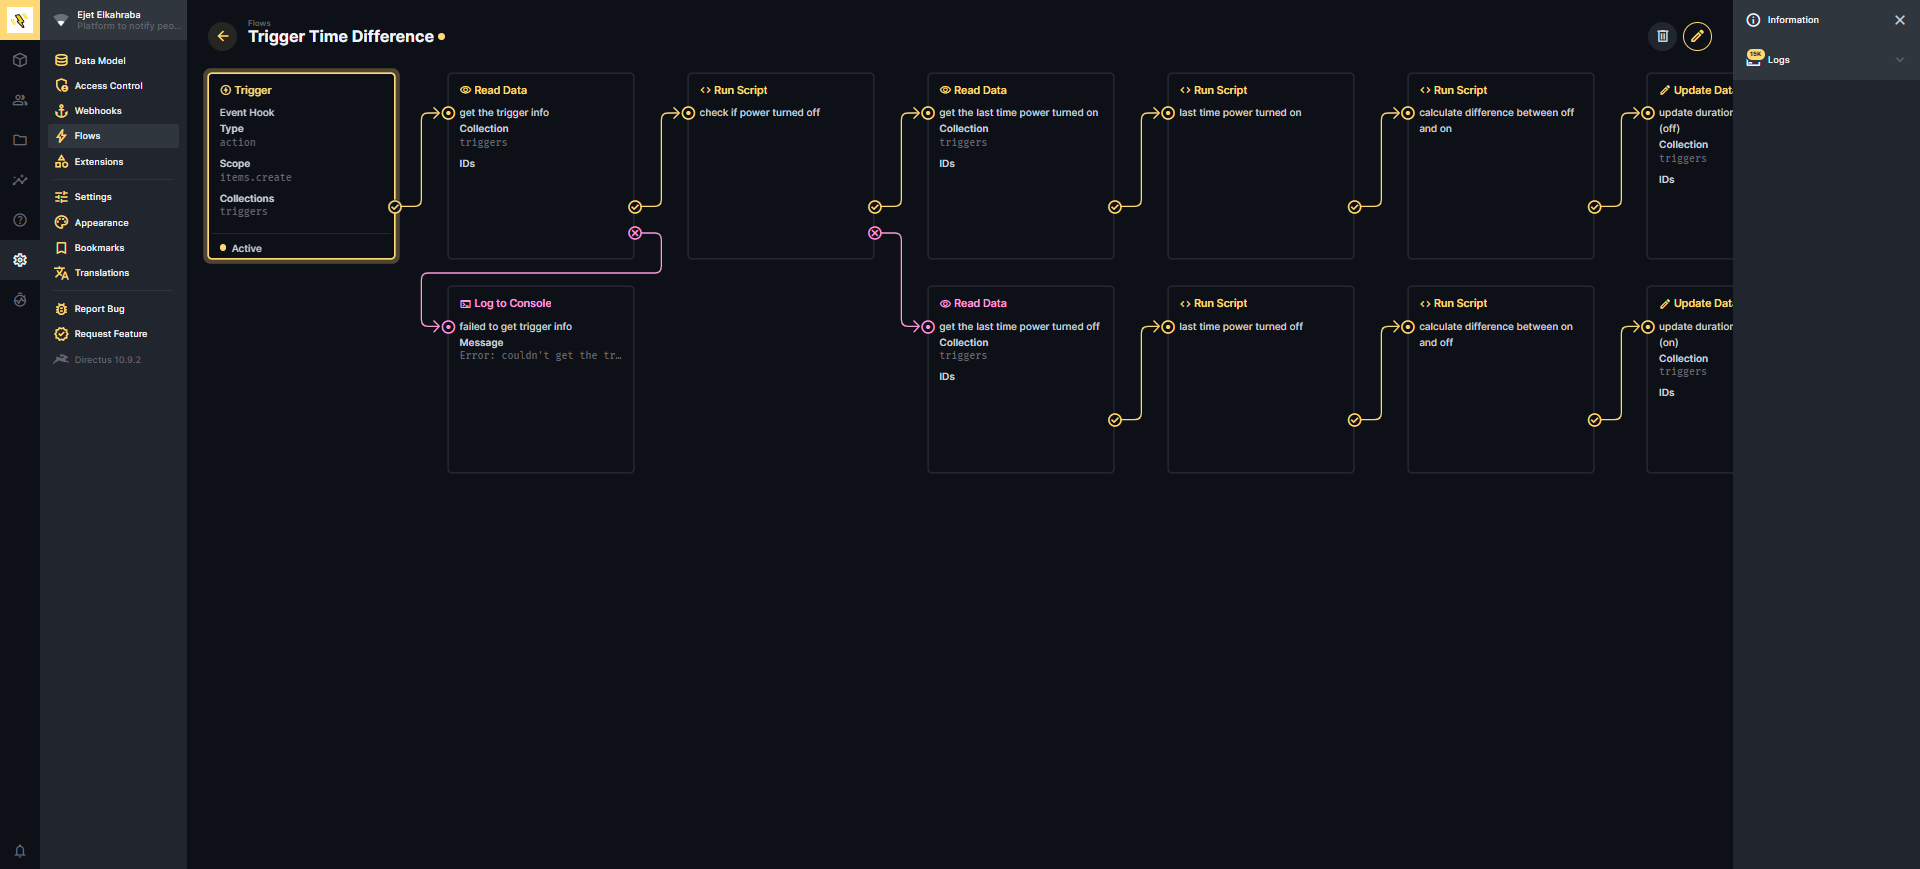 Ejet Elkahraba
Platform to notify peo...
Data Model
Access Control
Webhooks
Flows
Extensions
Settings
Appearance
Bookmarks
Translations
Report Bug
Request Feature
Directus 10.9.2
Flows
Trigger Time Difference
Trigger
Event Hook
Type
action
Scope
items.create
Collections
triggers
Active
Read Data
get the trigger info
Collection
triggers
IDs
Run Script
check if power turned off
Read Data
get the last time power turned on
Collection
triggers
IDs
Run Script
last time power turned on
Run Script
calculate difference between off
and on
Update Dat
update duration
(off)
Collection
triggers
IDs
Log to Console
failed to get trigger info
Message
Error: couldn't get the tr…
Read Data
get the last time power turned off
Collection
triggers
IDs
Run Script
last time power turned off
Run Script
calculate difference between on
and off
Update Dat
update duration
(on)
Collection
triggers
IDs
Information
15K
Logs